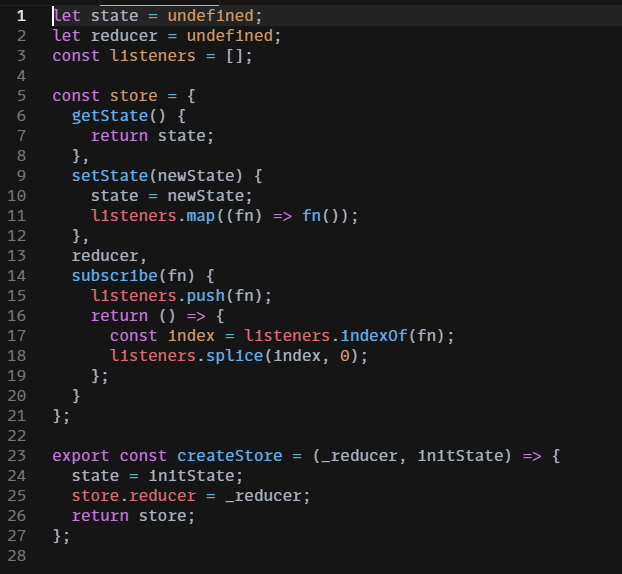 1 let state = undefined;
2 let reducer = undefined;
3 const listeners = [];
4
5 const store = {
6 getState() {
7 return state;
8 },
9 setState(newState) {
10 state = newState;
11 listeners.map((fn) => fn());
12 },
13 reducer,
14 subscribe(fn) {
15 listeners.push(fn);
16 return () => {
17 const index = listeners.indexOf(fn);
18 listeners.splice(index, 0);
19 };
20 }
21 };
22
23 export const createStore = (_reducer, initState) => {
24 state = initState;
25 store.reducer = _reducer;
26 return store;
27 };
28